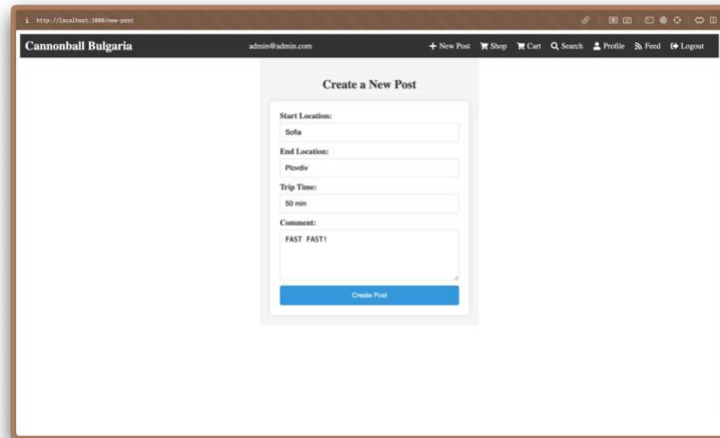 http://localhost:3000/new-post
Cannonball Bulgaria
admin@admin.com
New Post
Shop
Cart
Search
Profile
Feed
Logout
Create a New Post
Start Location:
Sofia
End Location:
Plovdiv
Trip Time:
50 min
Comment:
FAST FAST!
Create Post